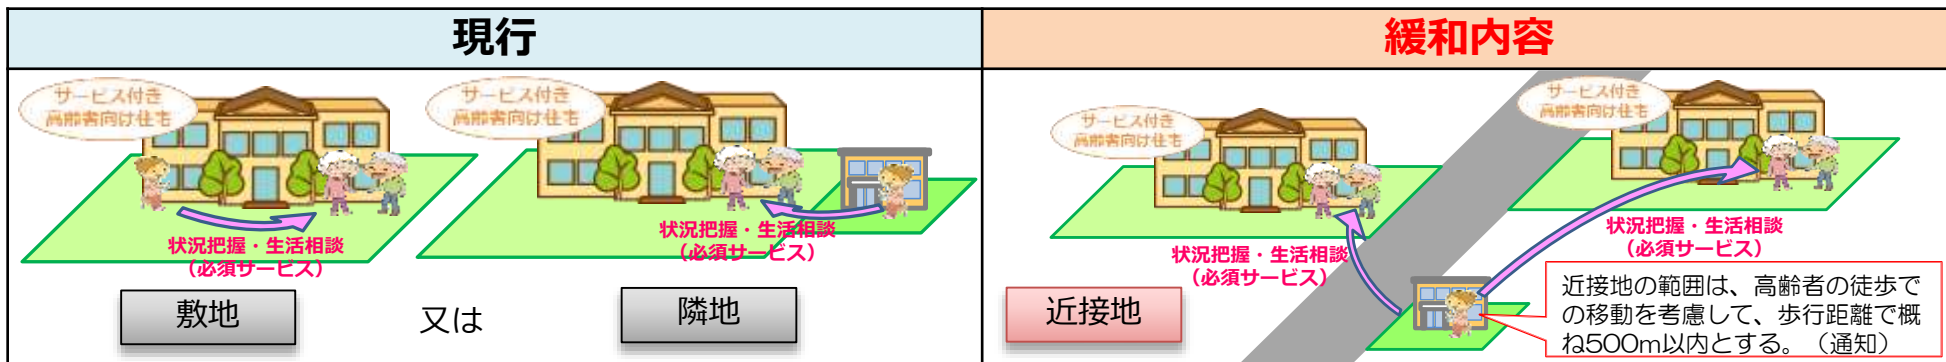 現行
サービス付き
高齢者向け住宅
状況把握・生活相談
(必須サービス)
敷地
又は
サービス付き
高齢者向け住宅
状況把握・生活相談
(必須サービス)
隣地
緩和内容
サービス付き
高齢者向け住宅
状況把握・生活相談
(必須サービス)
近接地
サービス付き
高齢者向け住宅
状況把握・生活相談
(必須サービス)
近接地の範囲は、高齢者の徒歩で
の移動を考慮して、歩行距離で概
ね500m以内とする。(通知)